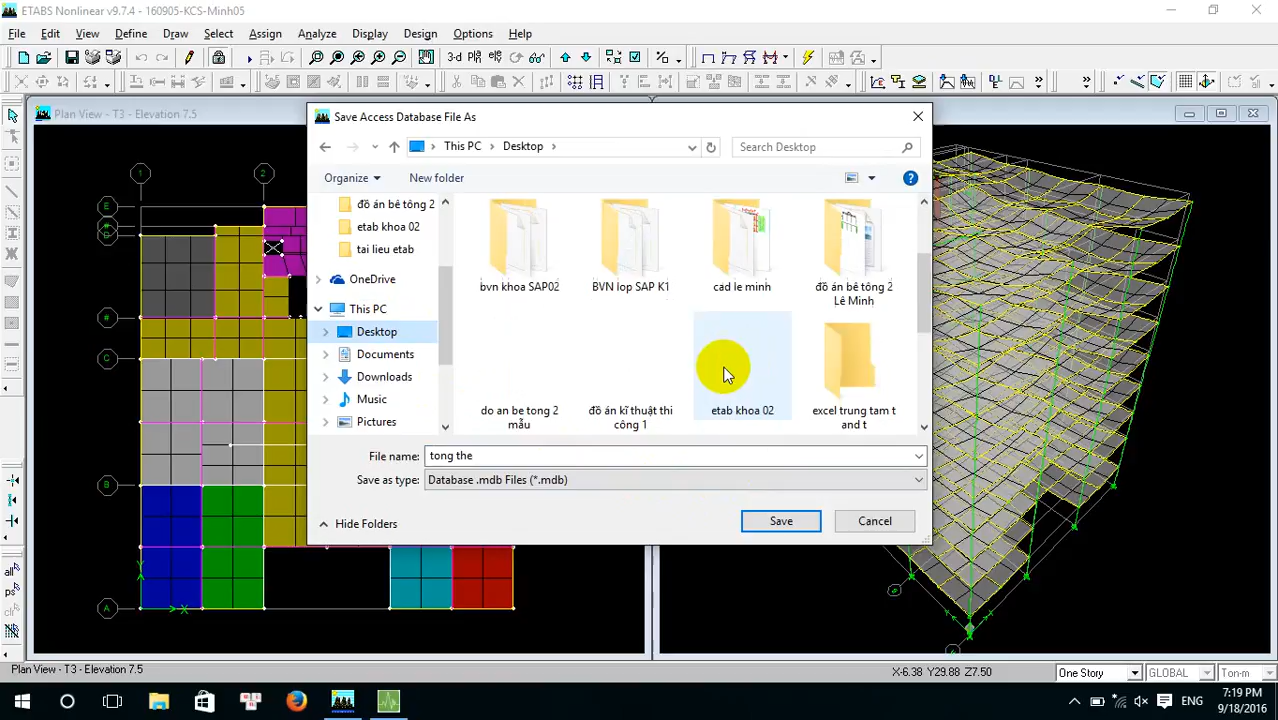 ETABS Nonlinear v9.7.4 - 160905-KCS-Minh05
File Edit View Define Draw Select Assign Analyze Display Design Options Help
3-d
Plan View - T3 - Elevation 7.5
1
2
E
D
C
B
A
Y
X
Save Access Database File As
This PC
Desktop
Search Desktop
Organize
New folder
đồ án bê tông 2
etab khoa 02
tai lieu etab
OneDrive
This PC
Desktop
Documents
Downloads
Music
Pictures
bvn khoa SAP02
BVN lop SAP K1
cad le minh
đồ án bê tông 2
Lê Minh
do an be tong 2
mẫu
đồ án kĩ thuật thi
công 1
etab khoa 02
excel trung tam t
and t
File name: tong the
Save as type: Database .mdb Files (*.mdb)
Hide Folders
Save
Cancel
all
ps
clr
Plan View - T3 - Elevation 7.5
X-6.38 Y29.88 Z7.50
One Story
GLOBAL
Ton-m
ENG
7:19 PM
9/18/2016